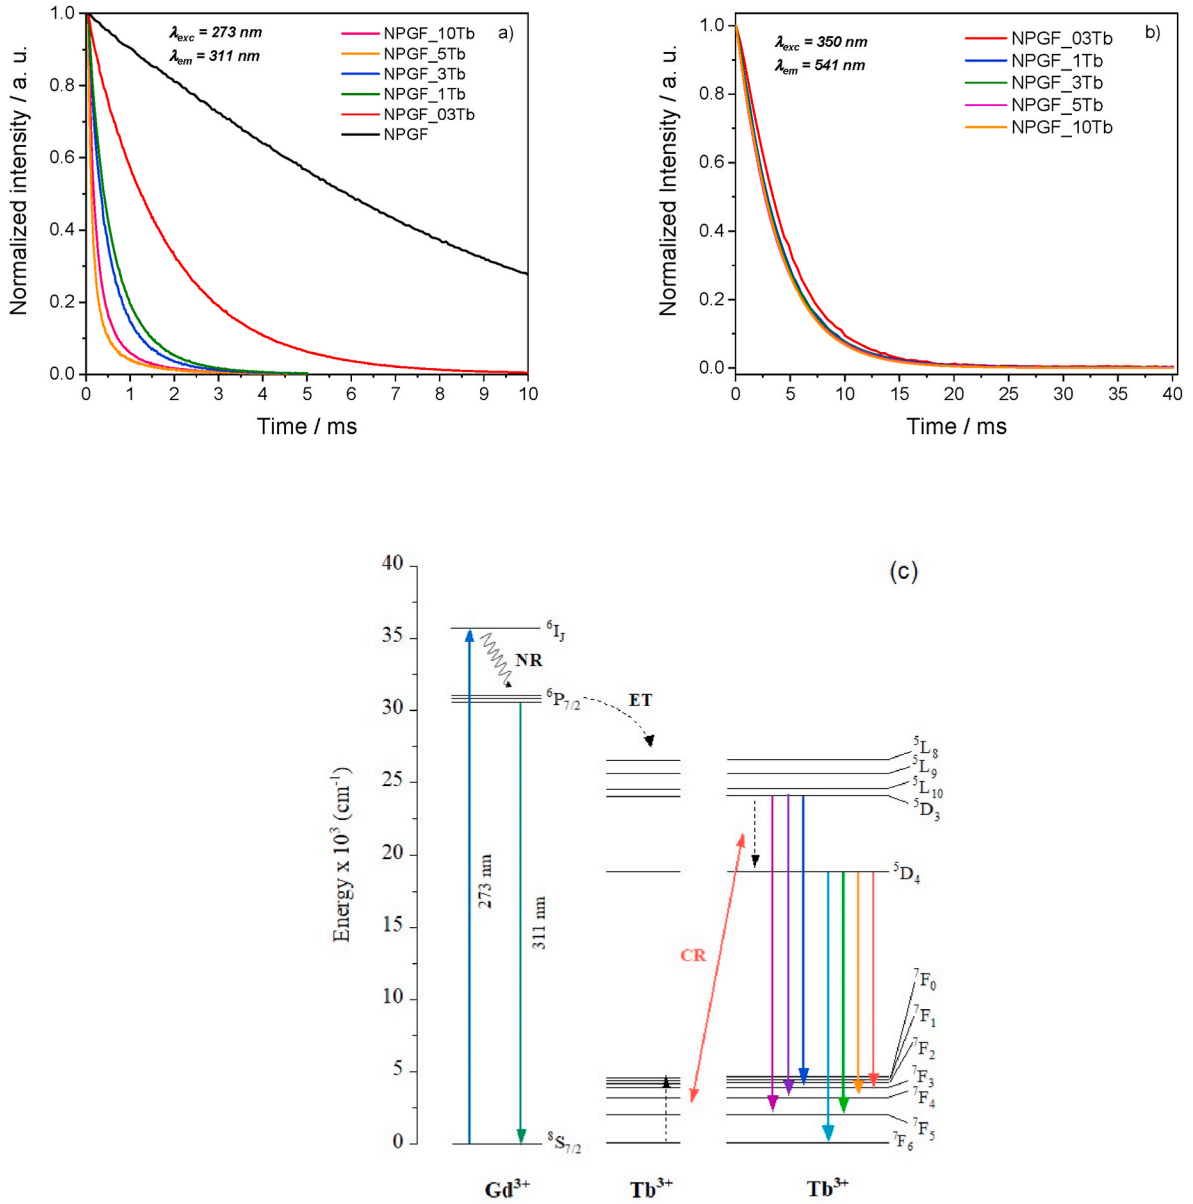 a)
λexc = 273 nm
λem = 311 nm
NPGF_10Tb
NPGF_5Tb
NPGF_3Tb
NPGF_1Tb
NPGF_03Tb
NPGF
Normalized intensity / a. u.
1.0
0.8
0.6
0.4
0.2
0.0
0 1 2 3 4 5 6 7 8 9 10
Time / ms
b)
λexc = 350 nm
λem = 541 nm
NPGF_03Tb
NPGF_1Tb
NPGF_3Tb
NPGF_5Tb
NPGF_10Tb
Normalized Intensity / a. u.
1.0
0.8
0.6
0.4
0.2
0.0
0 5 10 15 20 25 30 35 40
Time / ms
(c)
Energy x 10³ (cm⁻¹)
40
35
30
25
20
15
10
5
0
⁶I_J
NR
⁶P₇/₂
ET
273 nm
311 nm
⁸S₇/₂
CR
⁵L₈
⁵L₉
⁵L₁₀
⁵D₃
⁵D₄
⁷F₀
⁷F₁
⁷F₂
⁷F₃
⁷F₄
⁷F₅
⁷F₆
Gd³⁺ Tb³⁺ Tb³⁺